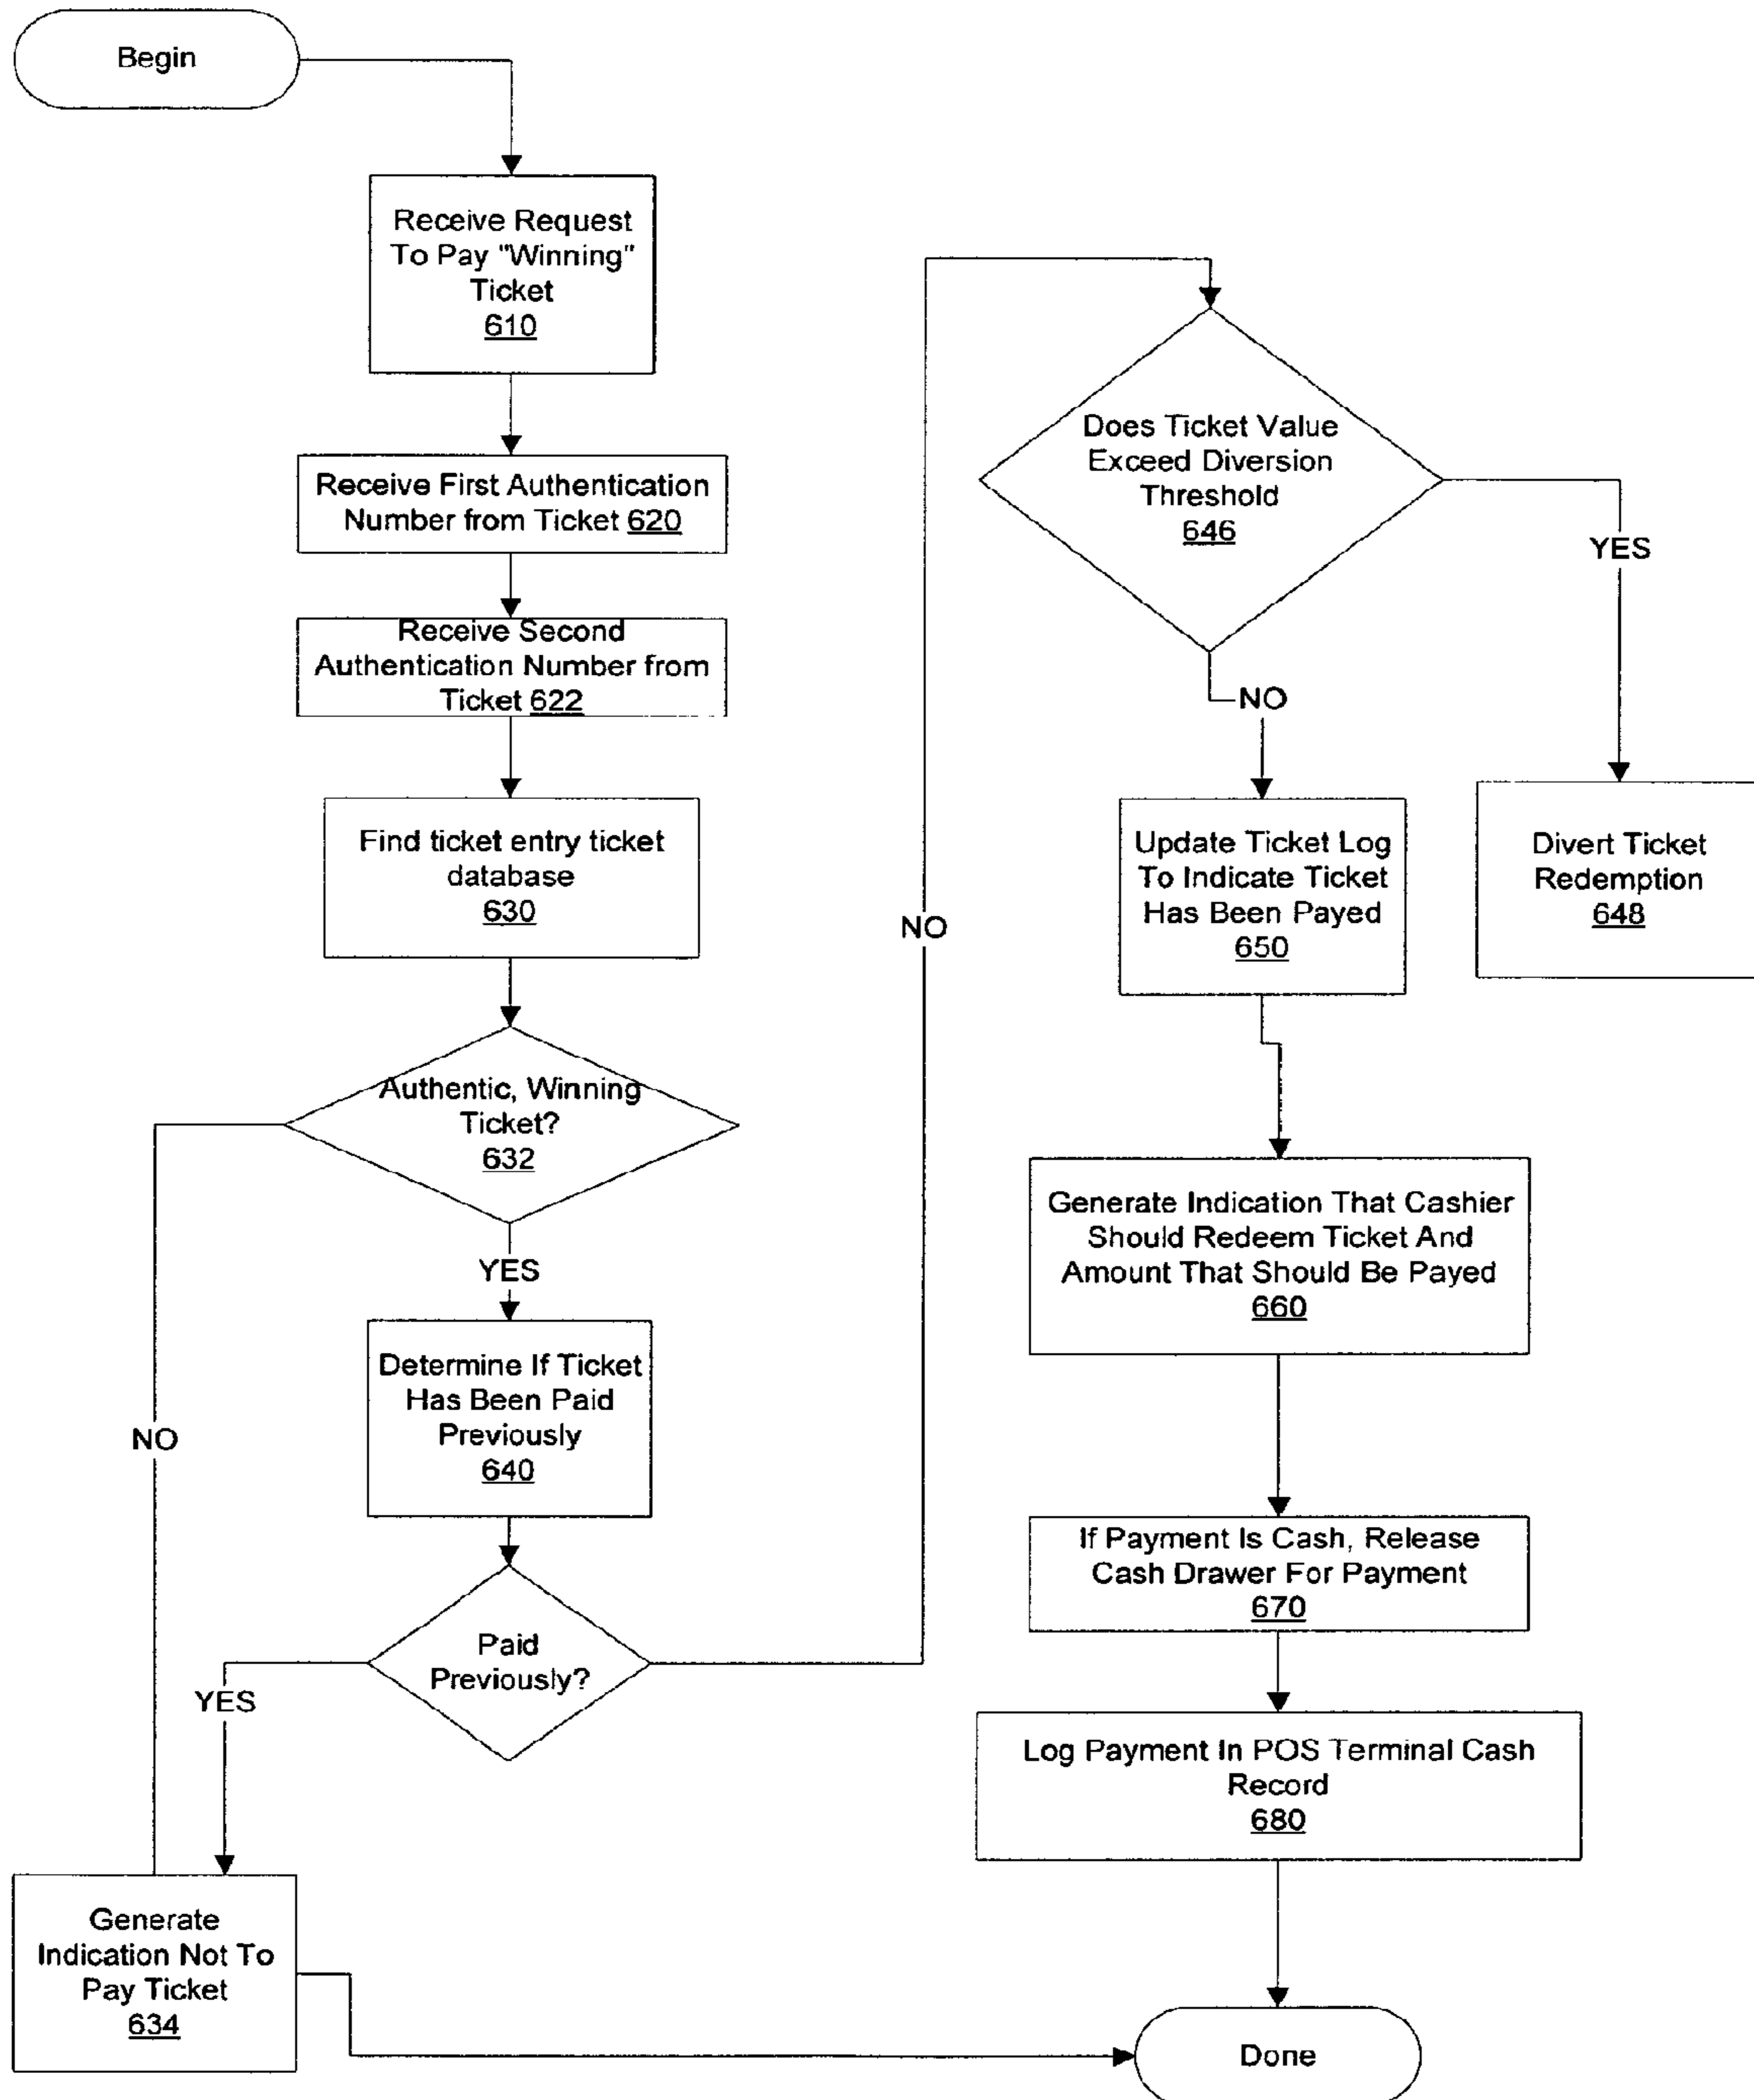 Begin
Receive Request
To Pay "Winning"
Ticket
610
Receive First Authentication
Number from Ticket 620
Receive Second
Authentication Number from
Ticket 622
Find ticket entry ticket
database
630
Authentic, Winning
Ticket?
632
YES
NO
Determine If Ticket
Has Been Paid
Previously
640
Paid
Previously?
YES
NO
Generate
Indication Not To
Pay Ticket
634
Does Ticket Value
Exceed Diversion
Threshold
646
YES
NO
Divert Ticket
Redemption
648
Update Ticket Log
To Indicate Ticket
Has Been Payed
650
Generate Indication That Cashier
Should Redeem Ticket And
Amount That Should Be Payed
660
If Payment Is Cash, Release
Cash Drawer For Payment
670
Log Payment In POS Terminal Cash
Record
680
Done